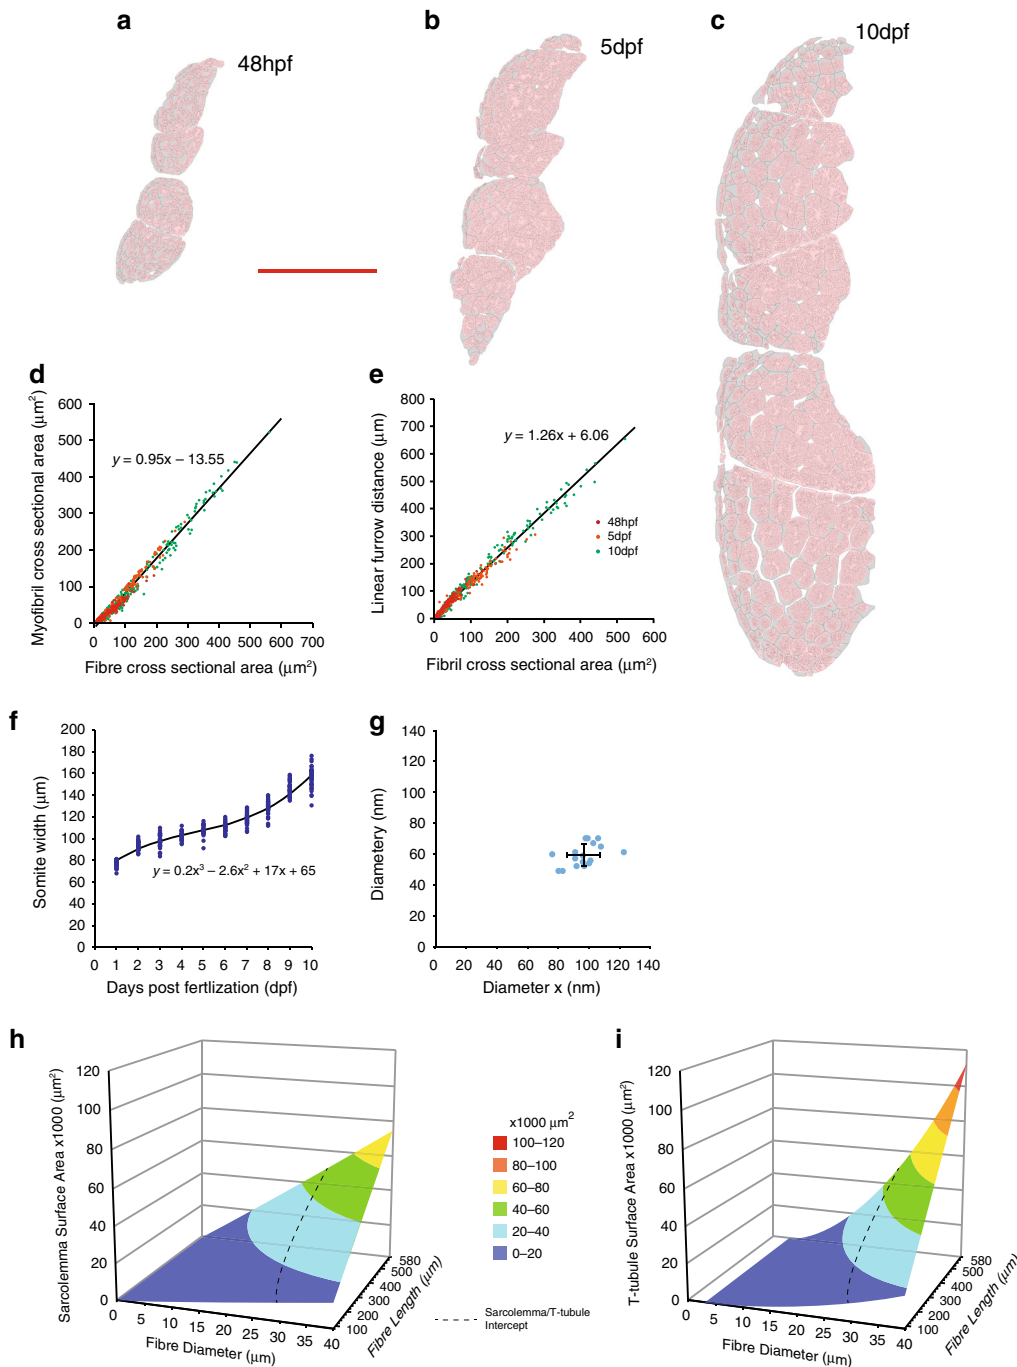 a
48hpf
b
5dpf
c
10dpf
d
Myofibril cross sectional area (μm²)
600
500
400
300
200
100
0
y = 0.95x – 13.55
0 100 200 300 400 500 600 700
Fibre cross sectional area (μm²)
e
Linear furrow distance (μm)
800
700
600
500
400
300
200
100
0
y = 1.26x + 6.06
48hpf
5dpf
10dpf
0 100 200 300 400 500 600
Fibril cross sectional area (μm²)
f
Somite width (μm)
200
180
160
140
120
100
80
60
40
20
0
y = 0.2x³ – 2.6x² + 17x + 65
0 1 2 3 4 5 6 7 8 9 10
Days post fertlization (dpf)
g
Diametery (nm)
140
120
100
80
60
40
20
0
0 20 40 60 80 100 120 140
Diameter x (nm)
h
Sarcolemma Surface Area x1000 (μm²)
120
100
80
60
40
20
0
0 5 10 15 20 25 30 35 40
Fibre Diameter (μm)
100 200 300 400 500 580
Fibre Length (μm)
x1000 μm²
100–120
80–100
60–80
40–60
20–40
0–20
Sarcolemma/T-tubule
Intercept
i
T-tubule Surface Area x1000 (μm²)
120
100
80
60
40
20
0
0 5 10 15 20 25 30 35 40
Fibre Diameter (μm)
100 200 300 400 500 580
Fibre Length (μm)